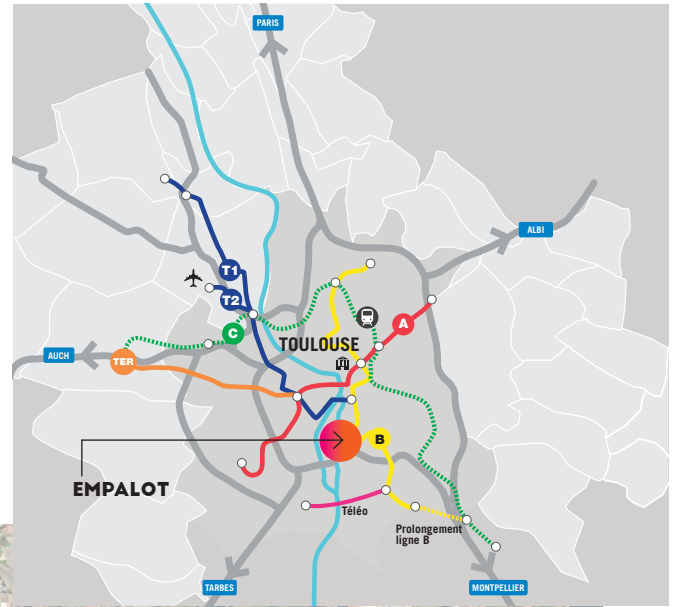 PARIS
ALBI
T1
T2
C
A
TOULOUSE
AUCH
TER
B
EMPALOT
Téléo
Prolongement
ligne B
TARBES
MONTPELLIER